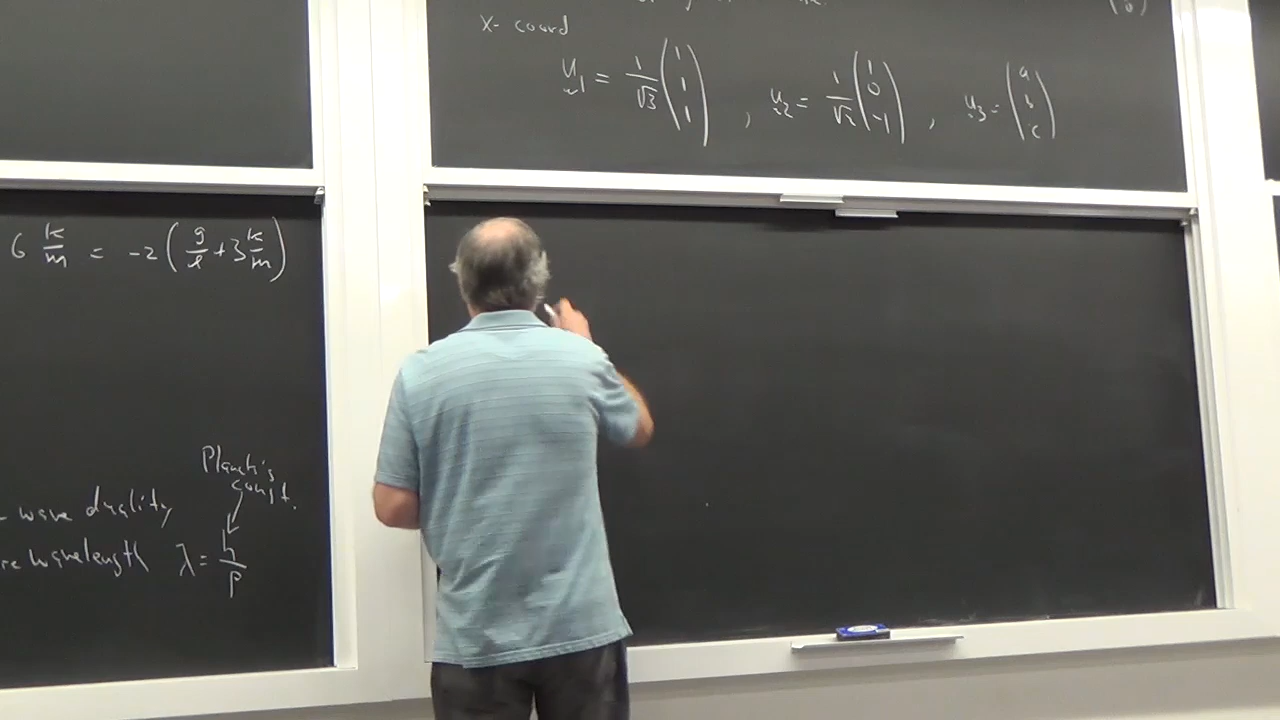 x-coord
u1 = 1/√3 (1 1 1), u2 = 1/√2 (1 0 -1), u3 = (a b c)
6 k/m = -2 (g/l + 3 k/m)
Planck's
const.
wave duality
wavelength λ = h/p